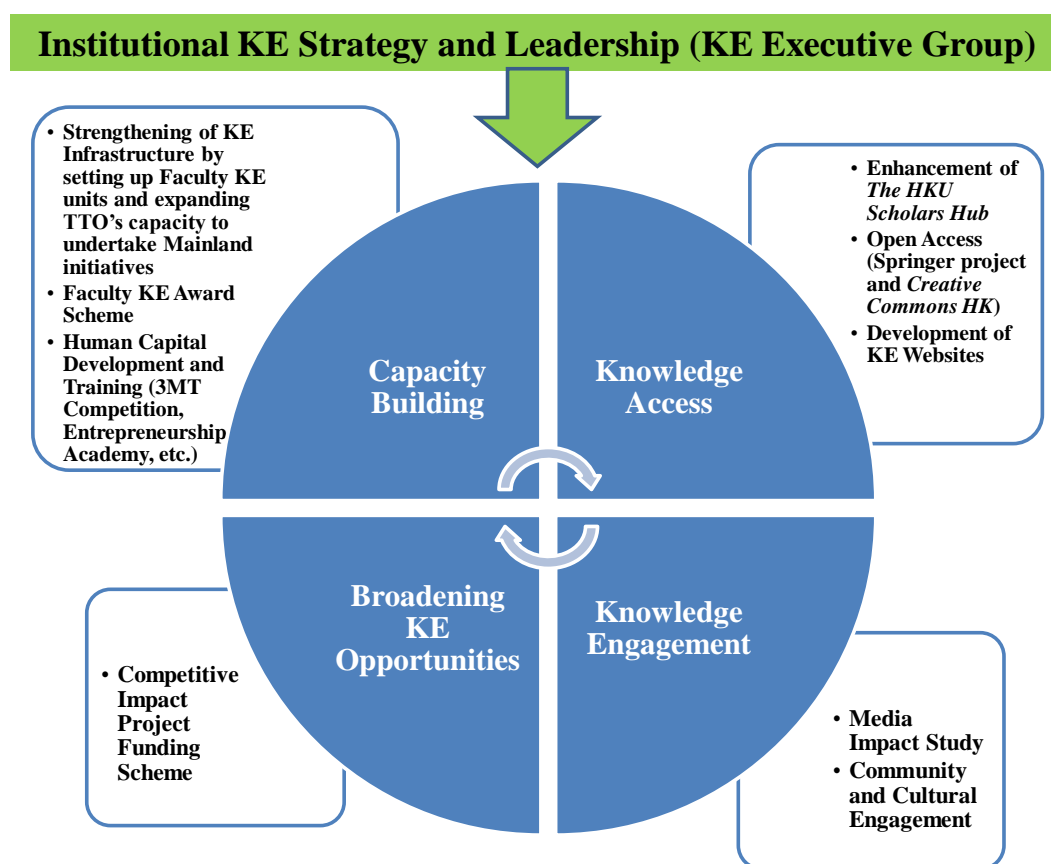 Institutional KE Strategy and Leadership (KE Executive Group)
• Strengthening of KE
Infrastructure by
setting up Faculty KE
units and expanding
TTO's capacity to
undertake Mainland
initiatives
• Faculty KE Award
Scheme
• Human Capital
Development and
Training (3MT
Competition,
Entrepreneurship
Academy, etc.)
• Enhancement of
The HKU
Scholars Hub
• Open Access
(Springer project
and Creative
Commons HK)
• Development of
KE Websites
Capacity
Building
Knowledge
Access
Broadening
KE
Opportunities
Knowledge
Engagement
• Competitive
Impact
Project
Funding
Scheme
• Media
Impact Study
• Community
and Cultural
Engagement